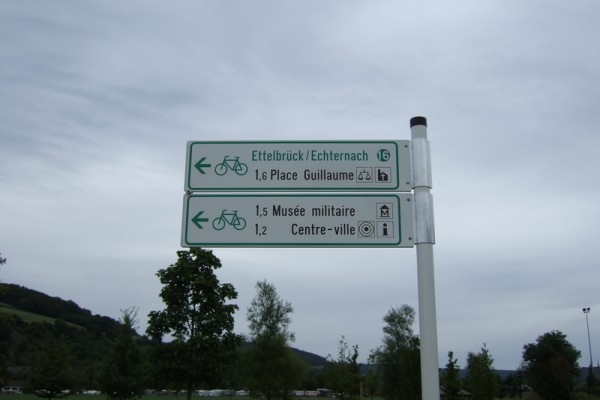 Ettelbrück/Echternach 16
1,6 Place Guillaume
1,5 Musée militaire
1,2 Centre-ville i